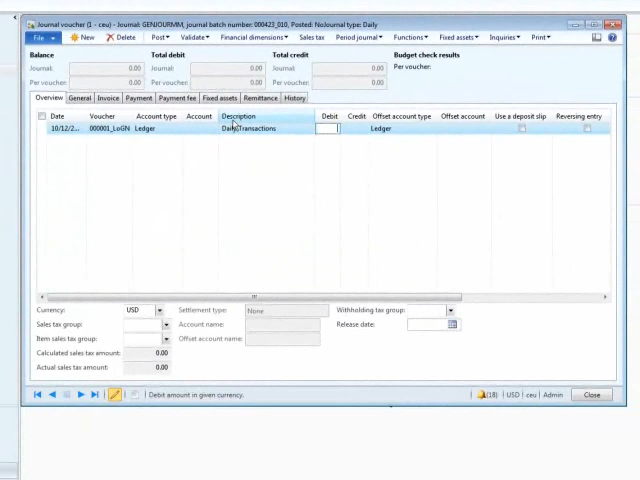 Journal voucher (1 - ceu) - Journal: GENJOURMM, journal batch number: 000423_010, Posted: NoJournal type: Daily
File New Delete Post Validate Financial dimensions Sales tax Period journal Functions Fixed assets Inquiries Print
Balance Total debit Total credit Budget check results
Journal: 0.00 Journal: 0.00 Journal: 0.00 Per voucher:
Per voucher: 0.00 Per voucher: 0.00 Per voucher: 0.00
Overview General Invoice Payment Payment fee Fixed assets Remittance History
Date Voucher Account type Account Description Debit Credit Offset account type Offset account Use a deposit slip Reversing entry
10/12/2... 000001_LoGN Ledger Daily Transactions Ledger
Currency: USD Settlement type: None Withholding tax group:
Sales tax group: Account name: Release date:
Item sales tax group: Offset account name:
Calculated sales tax amount: 0.00
Actual sales tax amount: 0.00
Debit amount in given currency. (18) USD ceu Admin Close